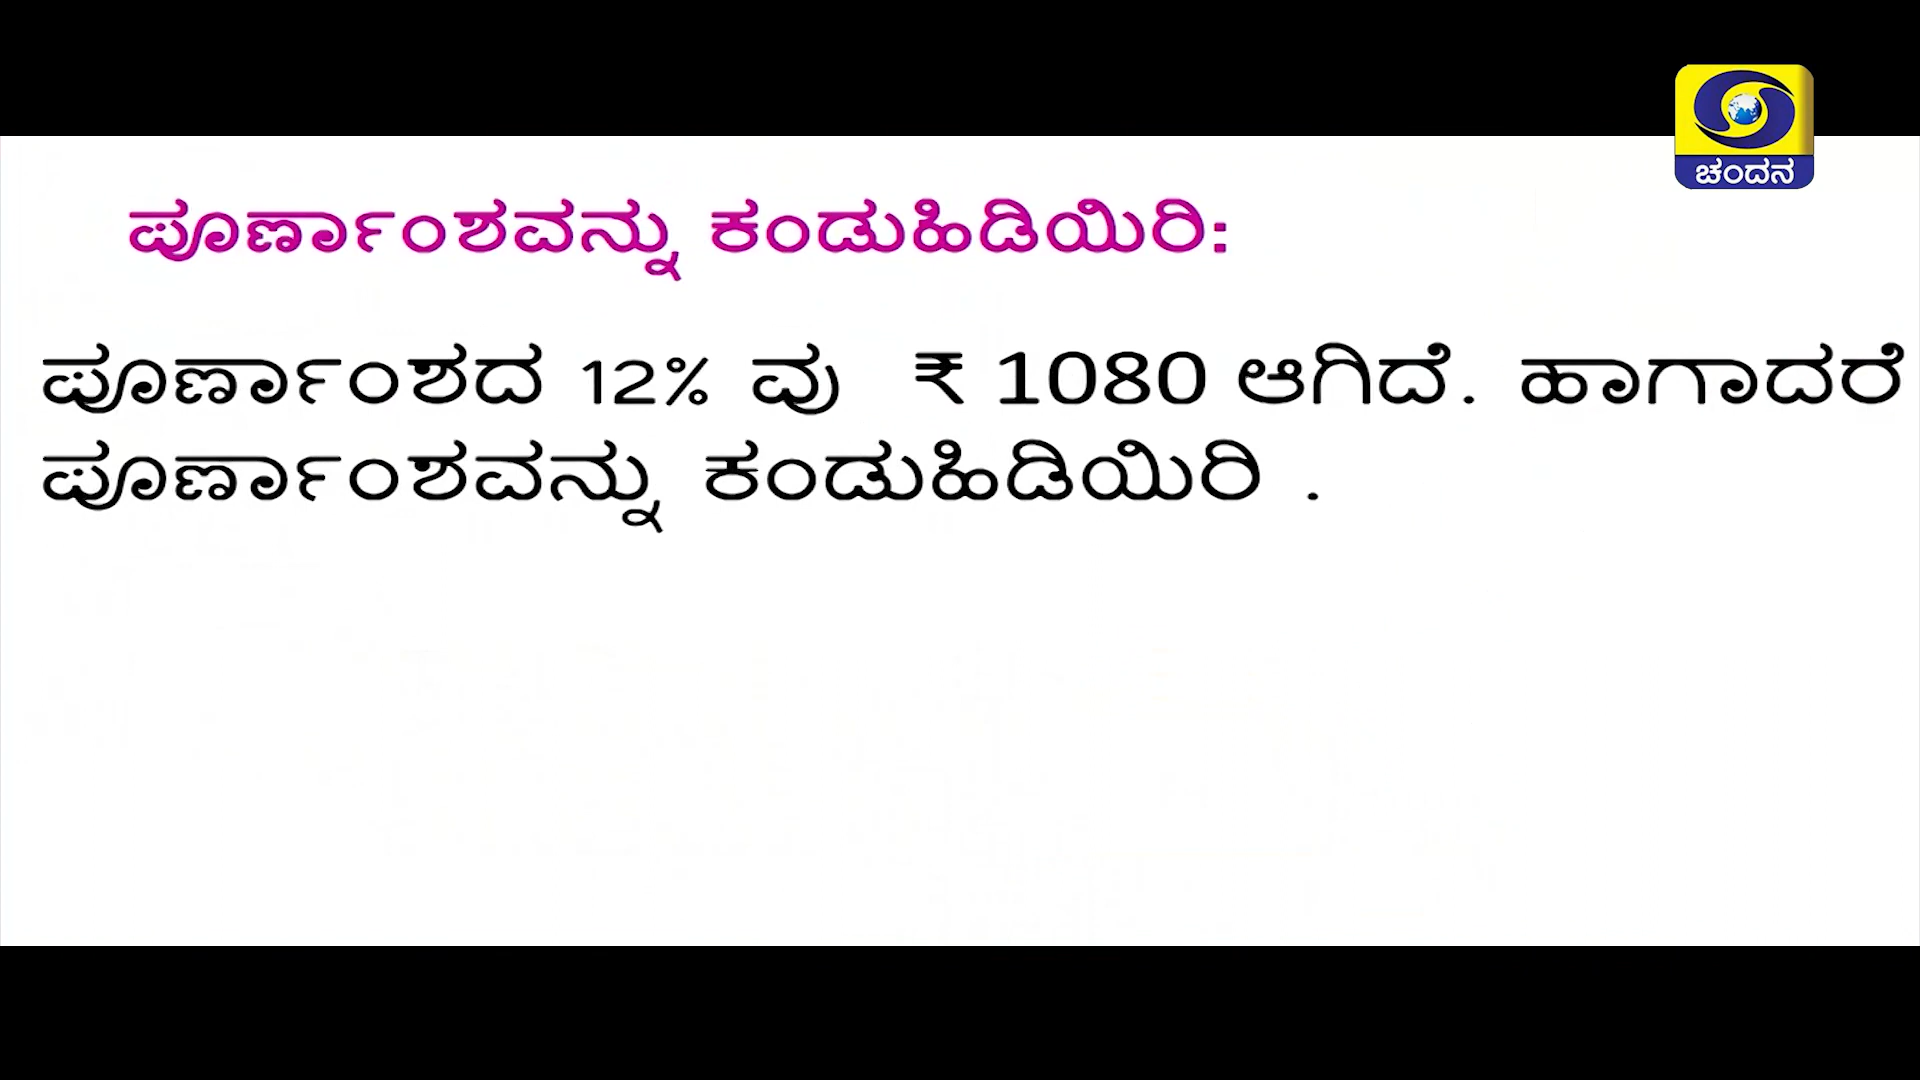 ಚಂದನ
ಪೂರ್ಣಾಂಶವನ್ನು ಕಂಡುಹಿಡಿಯಿರಿ:
ಪೂರ್ಣಾಂಶದ 12% ವು ₹ 1080 ಆಗಿದೆ. ಹಾಗಾದರೆ
ಪೂರ್ಣಾಂಶವನ್ನು ಕಂಡುಹಿಡಿಯಿರಿ .